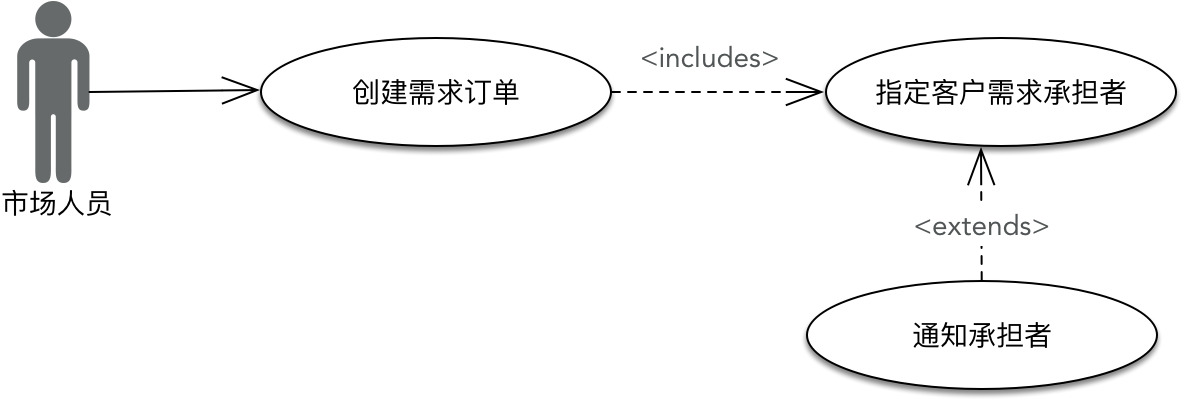 <includes>
创建需求订单
指定客户需求承担者
市场人员
<extends>
通知承担者